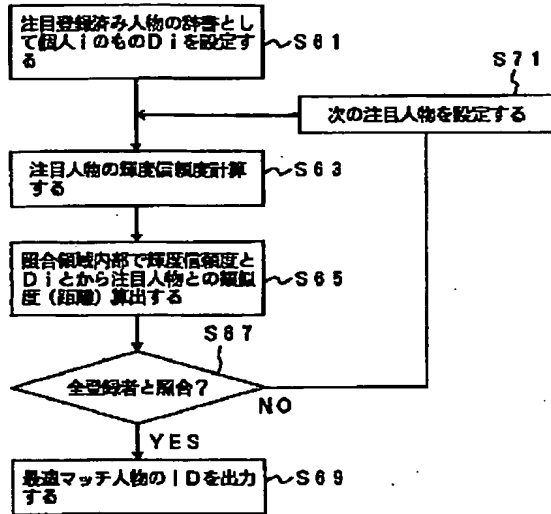 注目登録済み人物の辞書とし
て個人iのものDiを設定す
る
S61
S71
次の注目人物を設定する
注目人物の輝度信頼度計算
する
S63
照合領域内部で輝度信頼度と
Diとから注目人物との類似
度（距離）算出する
S65
S67
全登録者と照合？
NO
YES
最適マッチ人物のIDを出力
する
S69